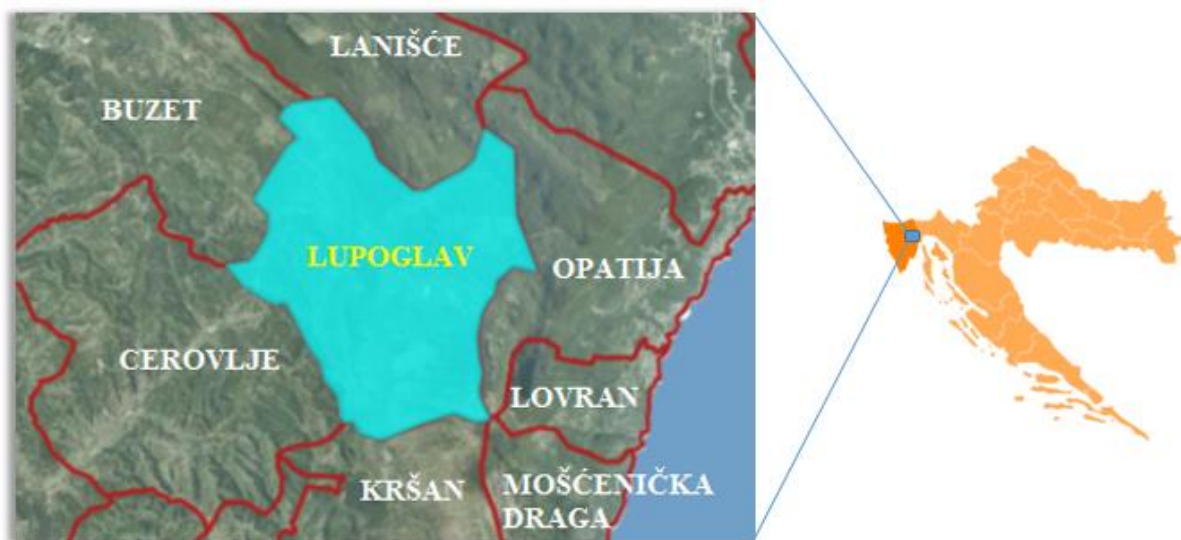 LANIŠĆE
BUZET
LUPOGLAV
OPATIJA
CEROVLJE
LOVRAN
KRŠAN
MOŠĆENIČKA
DRAGA